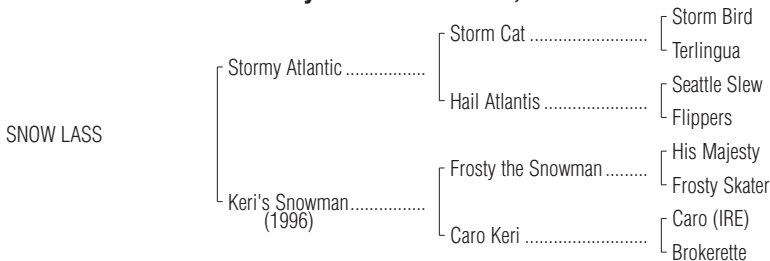 Storm Bird
Storm Cat ............................
Terlingua
Stormy Atlantic .................
Seattle Slew
Hail Atlantis ........................
Flippers
SNOW LASS
His Majesty
Frosty the Snowman .........
Frosty Skater
Keri's Snowman................
(1996)
Caro (IRE)
Caro Keri ............................
Brokerette